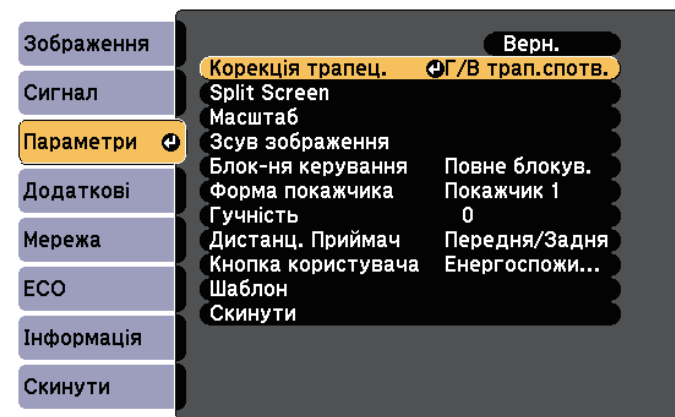 Зображення
Сигнал
Параметри
Додаткові
Мережа
ECO
Інформація
Скинути
Верн.
Корекція трапец. Г/В трап.спотв.
Split Screen
Масштаб
Зсув зображення
Блок-ня керування Повне блокув.
Форма покажчика Покажчик 1
Гучність 0
Дистанц. Приймач Передня/Задня
Кнопка користувача Енергоспожи...
Шаблон
Скинути